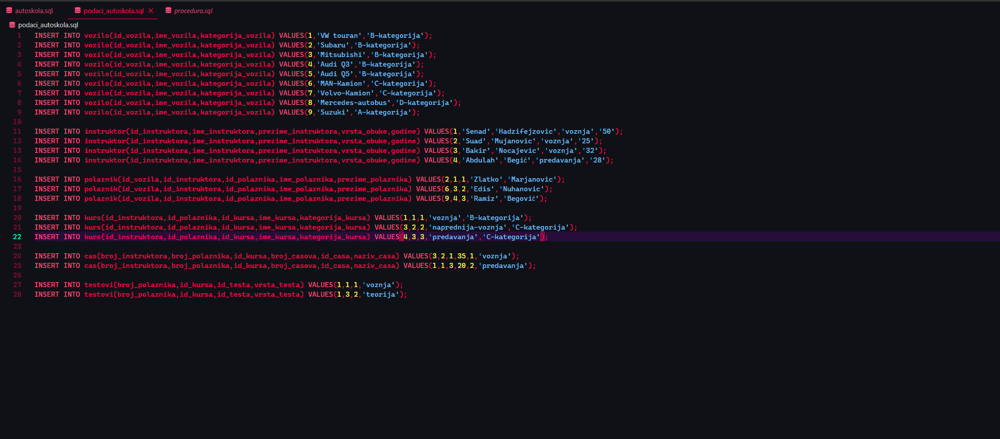 autoskola.sql podaci_autoskola.sql × procedura.sql
podaci_autoskola.sql
1 INSERT INTO vozilo(id_vozila,ime_vozila,kategorija_vozila) VALUES(1,'VW touran','B-kategorija');
2 INSERT INTO vozilo(id_vozila,ime_vozila,kategorija_vozila) VALUES(2,'Subaru','B-kategorija');
3 INSERT INTO vozilo(id_vozila,ime_vozila,kategorija_vozila) VALUES(3,'Mitsubishi','B-kategorija');
4 INSERT INTO vozilo(id_vozila,ime_vozila,kategorija_vozila) VALUES(4,'Audi Q3','B-kategorija');
5 INSERT INTO vozilo(id_vozila,ime_vozila,kategorija_vozila) VALUES(5,'Audi Q5','B-kategorija');
6 INSERT INTO vozilo(id_vozila,ime_vozila,kategorija_vozila) VALUES(6,'MAN-Kamion','C-kategorija');
7 INSERT INTO vozilo(id_vozila,ime_vozila,kategorija_vozila) VALUES(7,'Volvo-Kamion','C-kategorija');
8 INSERT INTO vozilo(id_vozila,ime_vozila,kategorija_vozila) VALUES(8,'Mercedes-autobus','D-kategorija');
9 INSERT INTO vozilo(id_vozila,ime_vozila,kategorija_vozila) VALUES(9,'Suzuki','A-kategorija');
10
11 INSERT INTO instruktor(id_instruktora,ime_instruktora,prezime_instruktora,vrsta_obuke,godine) VALUES(1,'Senad','Hadzifejzovic','voznja','50');
12 INSERT INTO instruktor(id_instruktora,ime_instruktora,prezime_instruktora,vrsta_obuke,godine) VALUES(2,'Suad','Mujanovic','voznja','25');
13 INSERT INTO instruktor(id_instruktora,ime_instruktora,prezime_instruktora,vrsta_obuke,godine) VALUES(3,'Bakir','Nocajevic','voznja','32');
14 INSERT INTO instruktor(id_instruktora,ime_instruktora,prezime_instruktora,vrsta_obuke,godine) VALUES(4,'Abdulah','Begić','predavanja','28');
15
16 INSERT INTO polaznik(id_vozila,id_instruktora,id_polaznika,ime_polaznika,prezime_polaznika) VALUES(2,1,1,'Zlatko','Marjanovic');
17 INSERT INTO polaznik(id_vozila,id_instruktora,id_polaznika,ime_polaznika,prezime_polaznika) VALUES(6,3,2,'Edis','Nuhanovic');
18 INSERT INTO polaznik(id_vozila,id_instruktora,id_polaznika,ime_polaznika,prezime_polaznika) VALUES(9,4,3,'Ramiz','Begović');
19
20 INSERT INTO kurs(id_instruktora,id_polaznika,id_kursa,ime_kursa,kategorija_kursa) VALUES(1,1,1,'voznja','B-kategorija');
21 INSERT INTO kurs(id_instruktora,id_polaznika,id_kursa,ime_kursa,kategorija_kursa) VALUES(3,2,2,'naprednija-voznja','C-kategorija');
22 INSERT INTO kurs(id_instruktora,id_polaznika,id_kursa,ime_kursa,kategorija_kursa) VALUES(4,3,3,'predavanja','C-kategorija');
23
24 INSERT INTO cas(broj_instruktora,broj_polaznika,id_kursa,broj_casova,id_casa,naziv_casa) VALUES(3,2,1,35,1,'voznja');
25 INSERT INTO cas(broj_instruktora,broj_polaznika,id_kursa,broj_casova,id_casa,naziv_casa) VALUES(1,1,3,20,2,'predavanja');
26
27 INSERT INTO testovi(broj_polaznika,id_kursa,id_testa,vrsta_testa) VALUES(1,1,1,'voznja');
28 INSERT INTO testovi(broj_polaznika,id_kursa,id_testa,vrsta_testa) VALUES(1,3,2,'teorija');